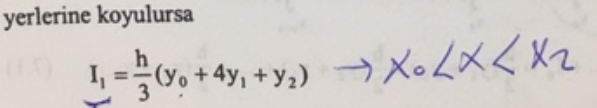 yerlerine koyulursa
I₁ = h/3 (y₀ + 4y₁ + y₂) → x₀ < x < x₂